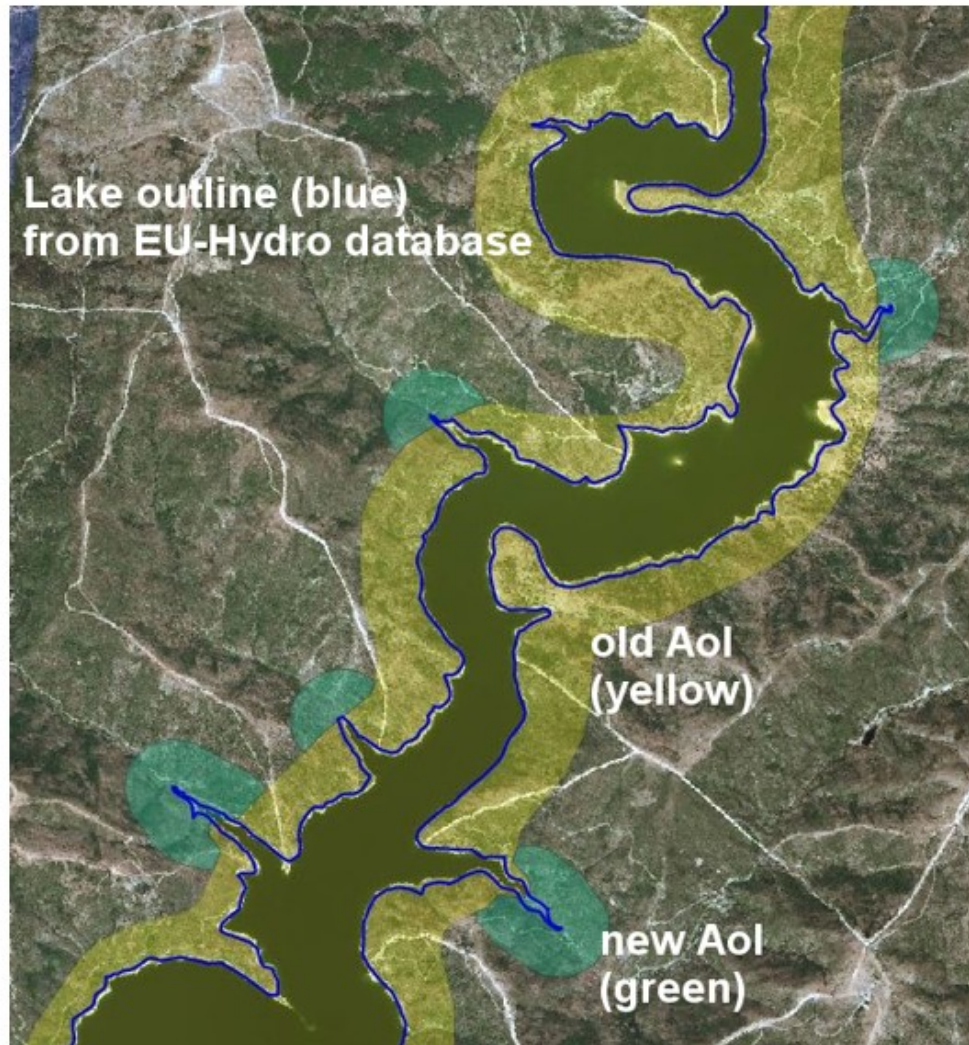 Lake outline (blue)
from EU-Hydro database
old AoI
(yellow)
new AoI
(green)